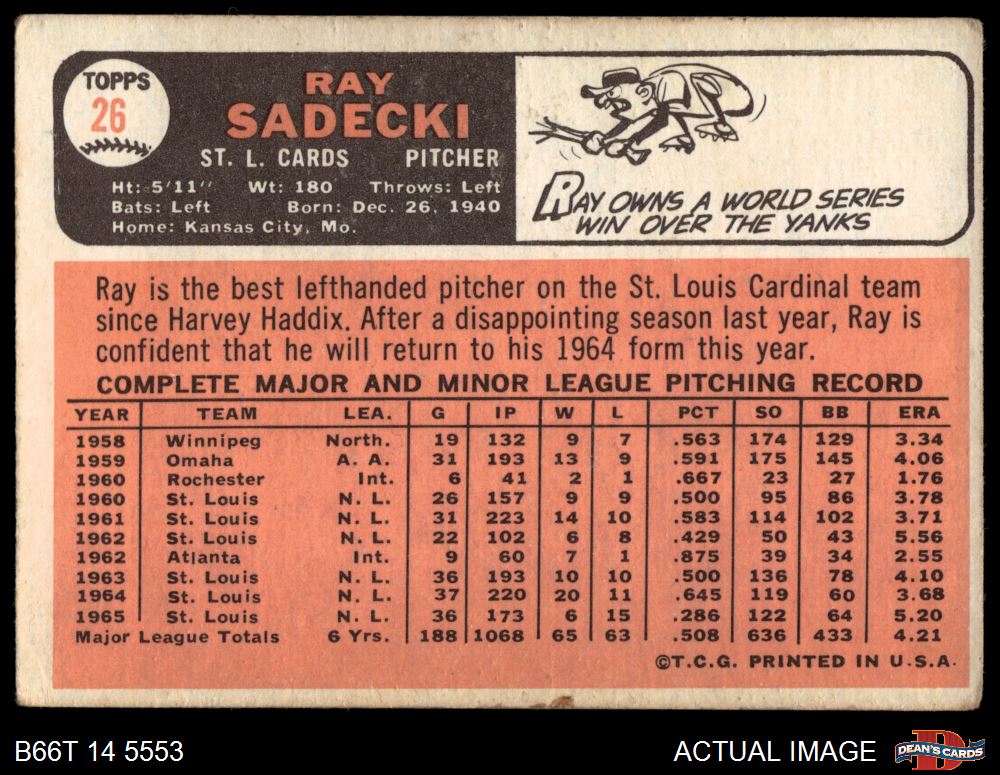 TOPPS
26
RAY
SADECKI
ST. L. CARDS PITCHER
Ht: 5'11" Wt: 180 Throws: Left
Bats: Left Born: Dec. 26, 1940
Home: Kansas City, Mo.
RAY OWNS A WORLD SERIES
WIN OVER THE YANKS
Ray is the best lefthanded pitcher on the St. Louis Cardinal team
since Harvey Haddix. After a disappointing season last year, Ray is
confident that he will return to his 1964 form this year.
COMPLETE MAJOR AND MINOR LEAGUE PITCHING RECORD
YEAR TEAM LEA. G IP W L PCT SO BB ERA
1958 Winnipeg North. 19 132 9 7 .563 174 129 3.34
1959 Omaha A. A. 31 193 13 9 .591 175 145 4.06
1960 Rochester Int. 6 41 2 1 .667 23 27 1.76
1960 St. Louis N. L. 26 157 9 9 .500 95 86 3.78
1961 St. Louis N. L. 31 223 14 10 .583 114 102 3.71
1962 St. Louis N. L. 22 102 6 8 .429 50 43 5.56
1962 Atlanta Int. 9 60 7 1 .875 39 34 2.55
1963 St. Louis N. L. 36 193 10 10 .500 136 78 4.10
1964 St. Louis N. L. 37 220 20 11 .645 119 60 3.68
1965 St. Louis N. L. 36 173 6 15 .286 122 64 5.20
Major League Totals 6 Yrs. 188 1068 65 63 .508 636 433 4.21
©T.C.G. PRINTED IN U.S.A.
B66T 14 5553
ACTUAL IMAGE
DEAN'S CARDS